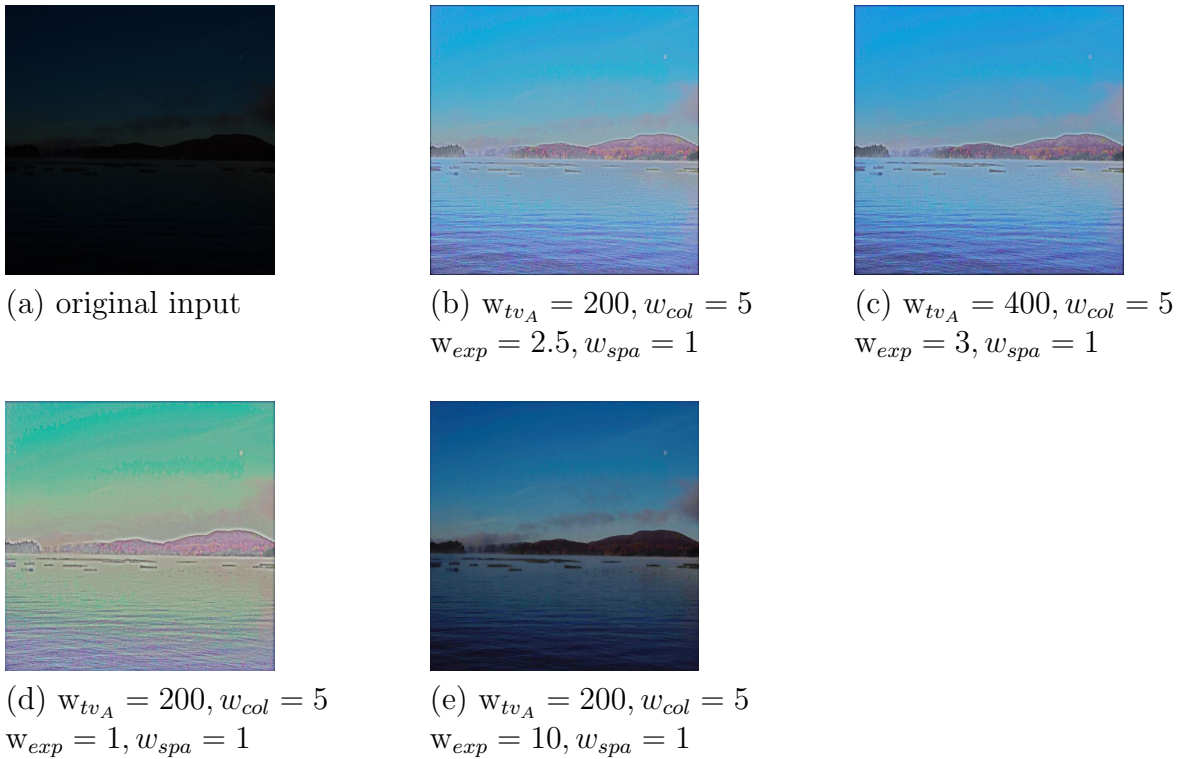 (a) original input
(b) w_{tv_A} = 200, w_{col} = 5
w_{exp} = 2.5, w_{spa} = 1
(c) w_{tv_A} = 400, w_{col} = 5
w_{exp} = 3, w_{spa} = 1
(d) w_{tv_A} = 200, w_{col} = 5
w_{exp} = 1, w_{spa} = 1
(e) w_{tv_A} = 200, w_{col} = 5
w_{exp} = 10, w_{spa} = 1